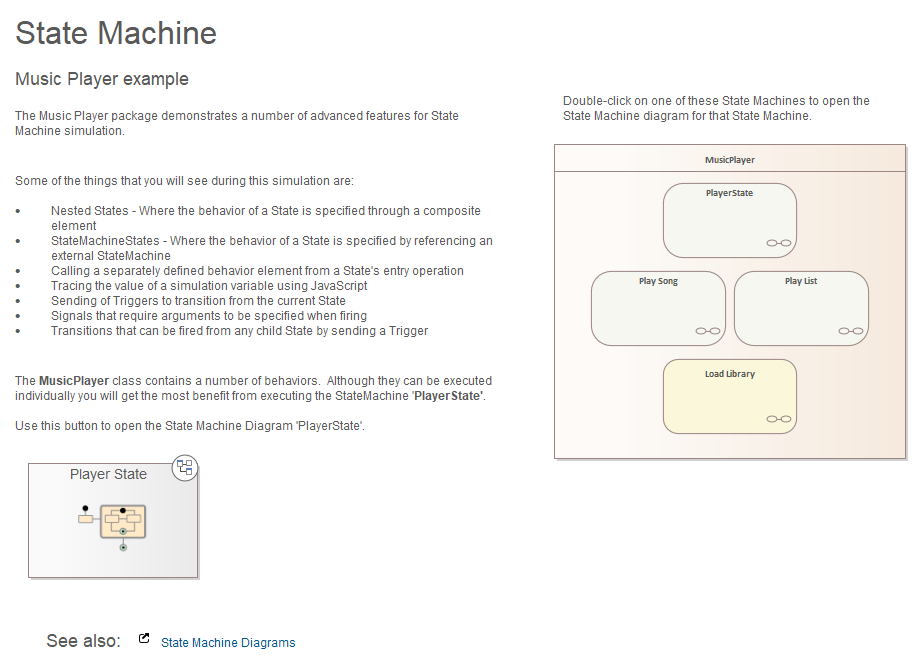 State Machine
Music Player example
The Music Player package demonstrates a number of advanced features for State
Machine simulation.
Some of the things that you will see during this simulation are:
• Nested States - Where the behavior of a State is specified through a composite
element
• StateMachineStates - Where the behavior of a State is specified by referencing an
external StateMachine
• Calling a separately defined behavior element from a State's entry operation
• Tracing the value of a simulation variable using JavaScript
• Sending of Triggers to transition from the current State
• Signals that require arguments to be specified when firing
• Transitions that can be fired from any child State by sending a Trigger
The MusicPlayer class contains a number of behaviors.  Although they can be executed
individually you will get the most benefit from executing the StateMachine 'PlayerState'.
Use this button to open the State Machine Diagram 'PlayerState'.
Player State
Double-click on one of these State Machines to open the
State Machine diagram for that State Machine.
MusicPlayer
PlayerState
Play Song
Play List
Load Library
See also:
State Machine Diagrams